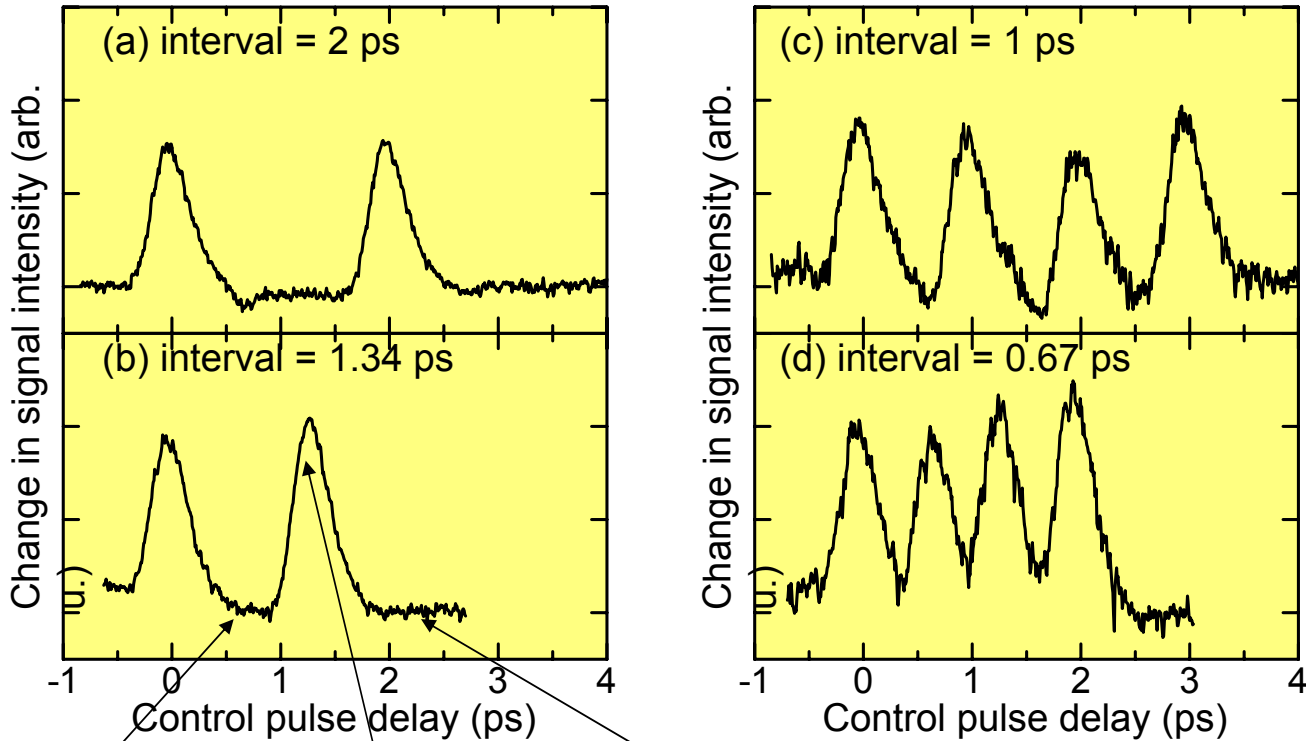 (a) interval = 2 ps
(c) interval = 1 ps
(b) interval = 1.34 ps
(d) interval = 0.67 ps
Change in signal intensity (arb.
u.)
Change in signal intensity (arb.
u.)
-1 0 1 2 3 4
-1 0 1 2 3 4
Control pulse delay (ps)
Control pulse delay (ps)